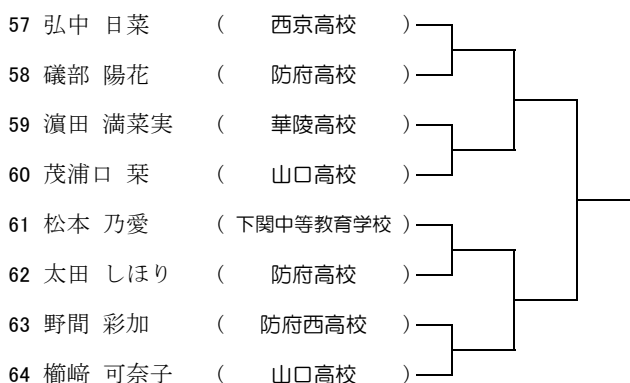 57 弘中 日菜 ( 西京高校 )
58 礒部 陽花 ( 防府高校 )
59 濵田 満菜実 ( 華陵高校 )
60 茂浦口 栞 ( 山口高校 )
61 松本 乃愛 ( 下関中等教育学校 )
62 太田 しほり ( 防府高校 )
63 野間 彩加 ( 防府西高校 )
64 櫛﨑 可奈子 ( 山口高校 )